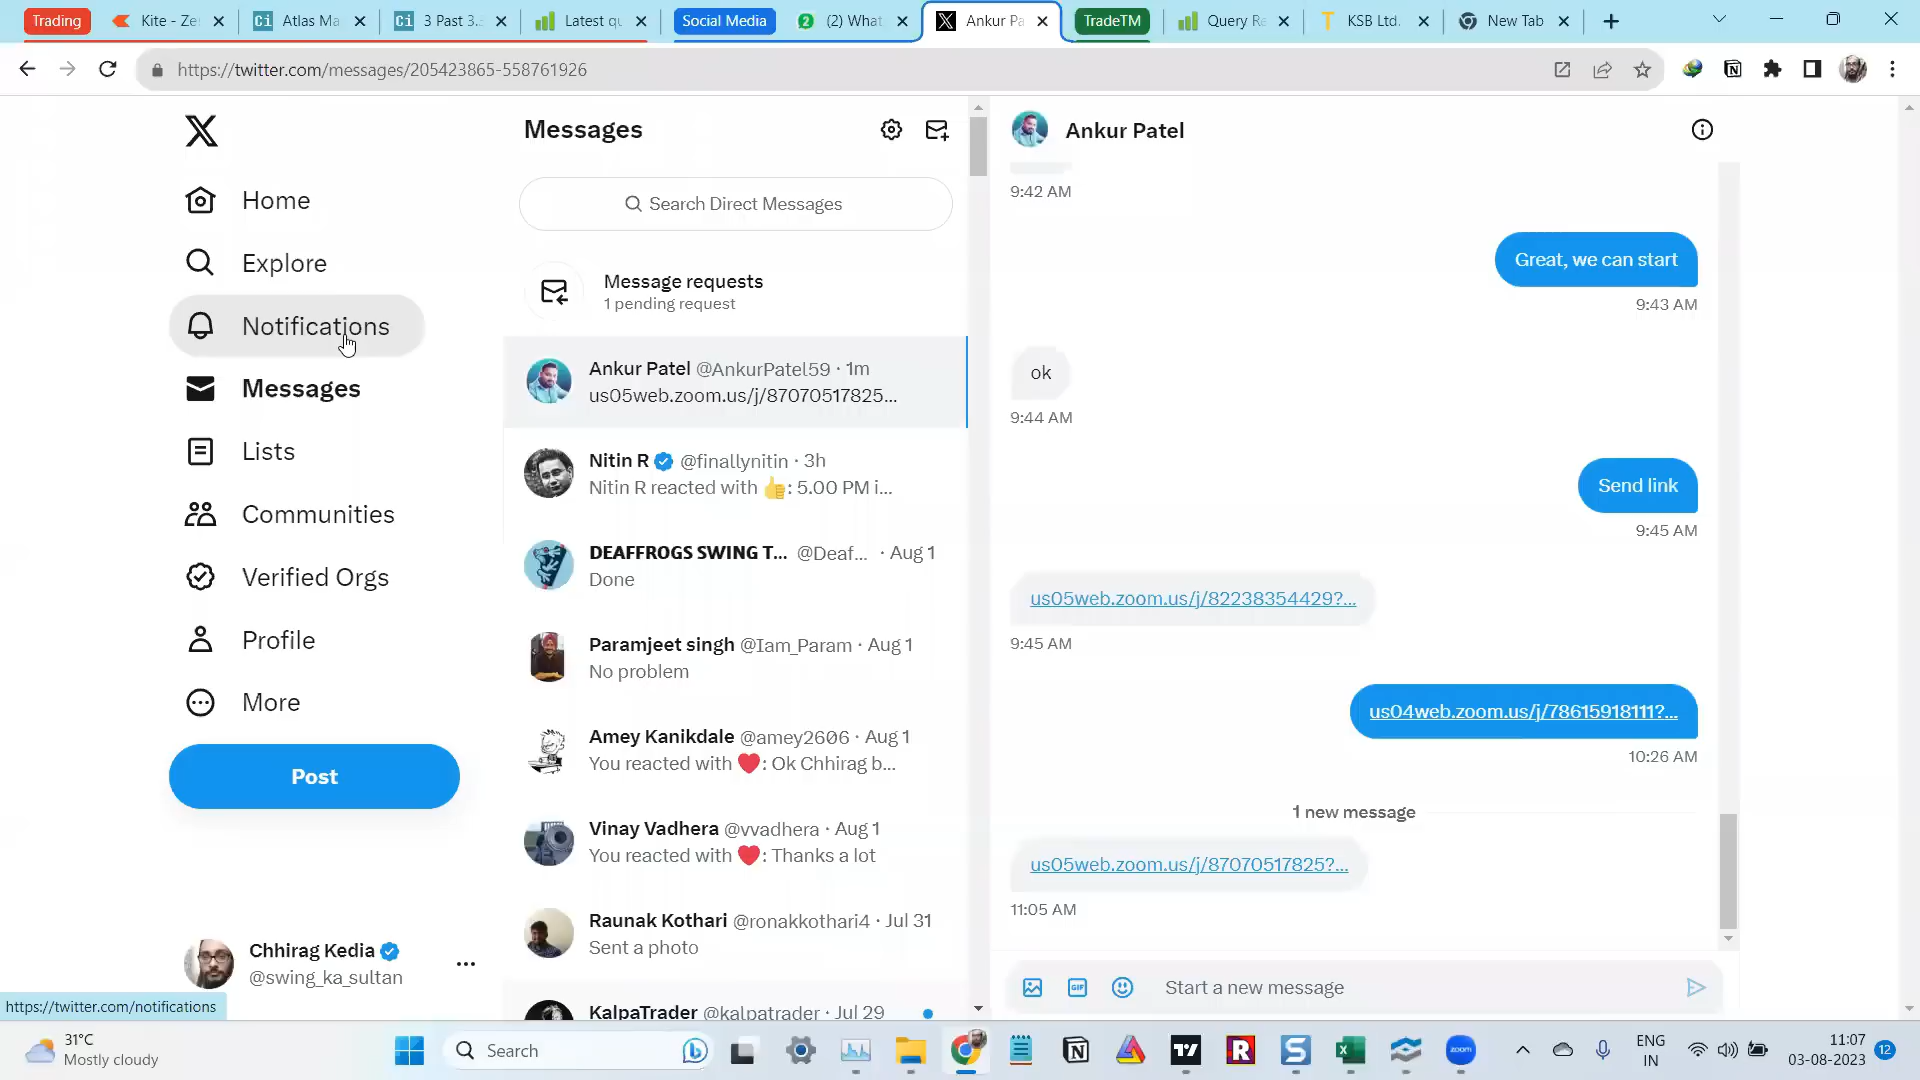 Trading
Kite - Ze
Atlas Ma
3 Past 3.
Latest qu
Social Media
(2) What
Ankur Pa
TradeTM
Query Re
KSB Ltd.
New Tab
https://twitter.com/messages/205423865-558761926
Home
Explore
Notifications
Messages
Lists
Communities
Verified Orgs
Profile
More
Post
Chhirag Kedia
@swing_ka_sultan
https://twitter.com/notifications
Messages
Search Direct Messages
Message requests
1 pending request
Ankur Patel @AnkurPatel59 · 1m
us05web.zoom.us/j/87070517825...
Nitin R @finallynitin · 3h
Nitin R reacted with 👍: 5.00 PM i...
DEAFFROGS SWING T... @Deaf... · Aug 1
Done
Paramjeet singh @Iam_Param · Aug 1
No problem
Amey Kanikdale @amey2606 · Aug 1
You reacted with ❤️: Ok Chhirag b...
Vinay Vadhera @vvadhera · Aug 1
You reacted with ❤️: Thanks a lot
Raunak Kothari @ronakkothari4 · Jul 31
Sent a photo
KalpaTrader @kalpatrader · Jul 29
Ankur Patel
9:42 AM
Great, we can start
9:43 AM
ok
9:44 AM
Send link
9:45 AM
us05web.zoom.us/j/82238354429?...
9:45 AM
us04web.zoom.us/j/78615918111?...
10:26 AM
1 new message
us05web.zoom.us/j/87070517825?...
11:05 AM
GIF
Start a new message
31°C
Mostly cloudy
Search
zoom
ENG
IN
11:07
03-08-2023
12